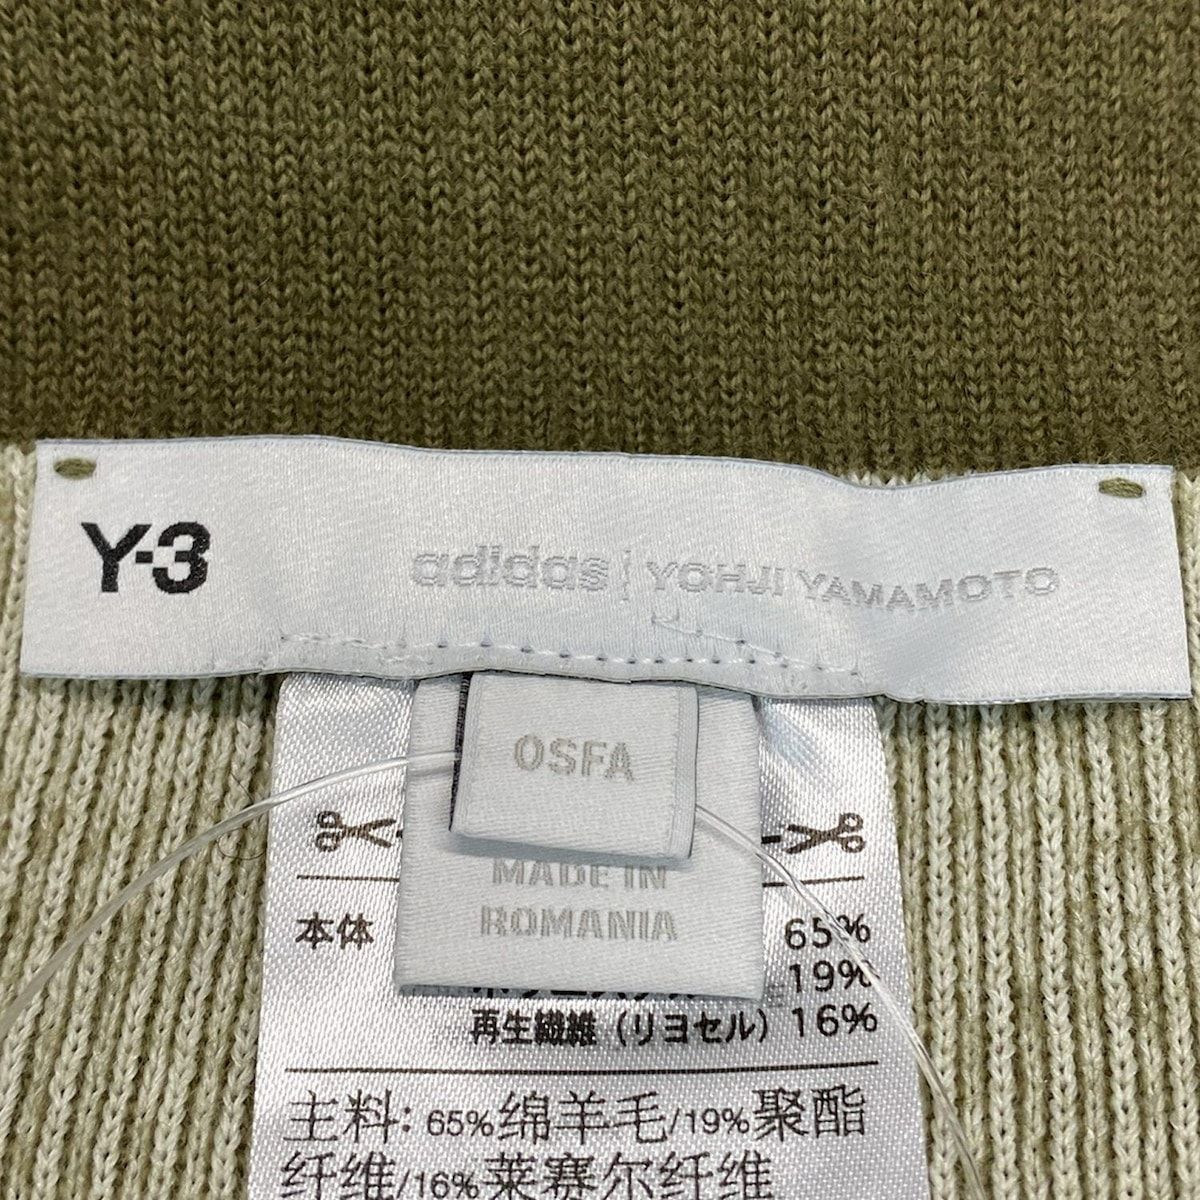 Y-3 adidas | YOHJI YAMAMOTO
OSFA
MADE IN
ROMANIA
本体 65%
19%
再生繊維（リヨセル）16%
主料: 65%绵羊毛/19%聚酯
纤维/16%莱赛尔纤维